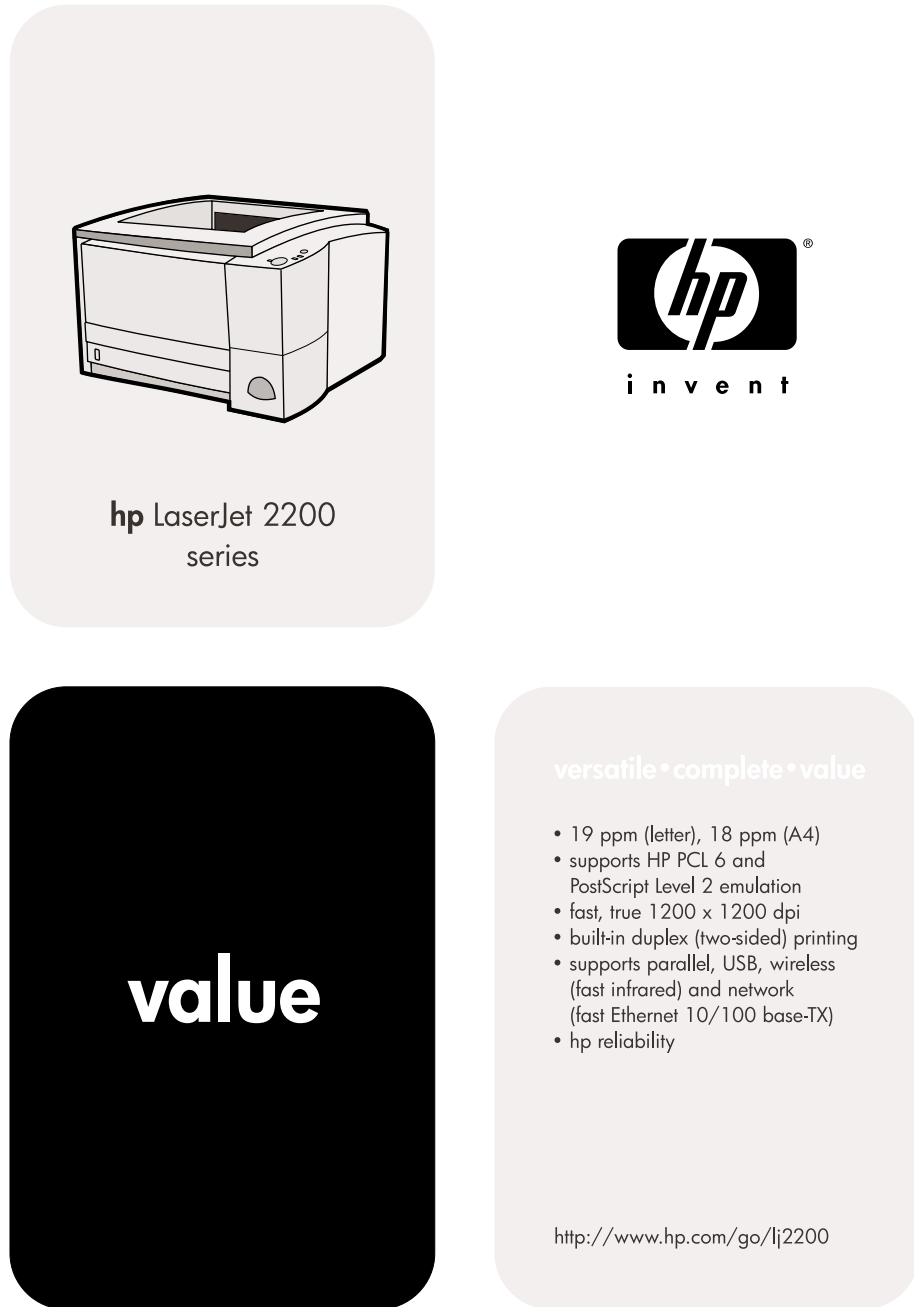 hp LaserJet 2200
series
hp ®
invent
value
versatile • complete • value
• 19 ppm (letter), 18 ppm (A4)
• supports HP PCL 6 and
PostScript Level 2 emulation
• fast, true 1200 x 1200 dpi
• built-in duplex (two-sided) printing
• supports parallel, USB, wireless
(fast infrared) and network
(fast Ethernet 10/100 base-TX)
• hp reliability
http://www.hp.com/go/lj2200